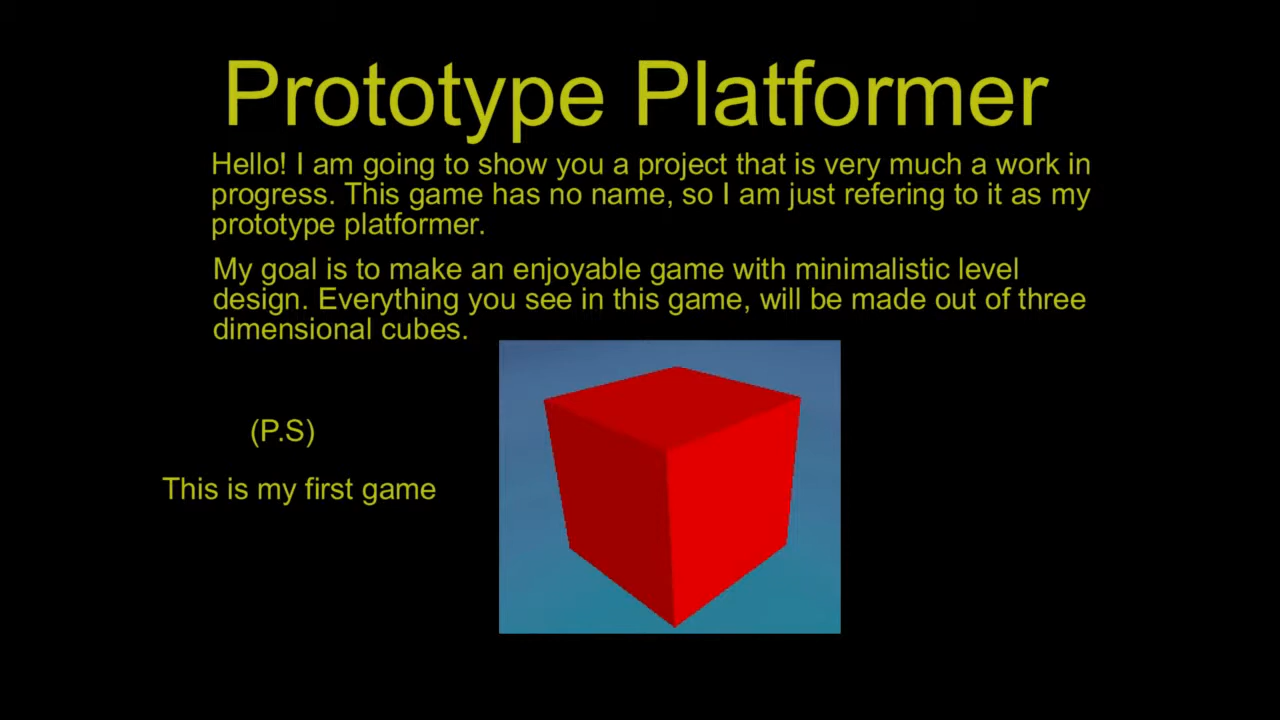 Prototype Platformer
Hello! I am going to show you a project that is very much a work in
progress. This game has no name, so I am just refering to it as my
prototype platformer.
My goal is to make an enjoyable game with minimalistic level
design. Everything you see in this game, will be made out of three
dimensional cubes.
(P.S)
This is my first game